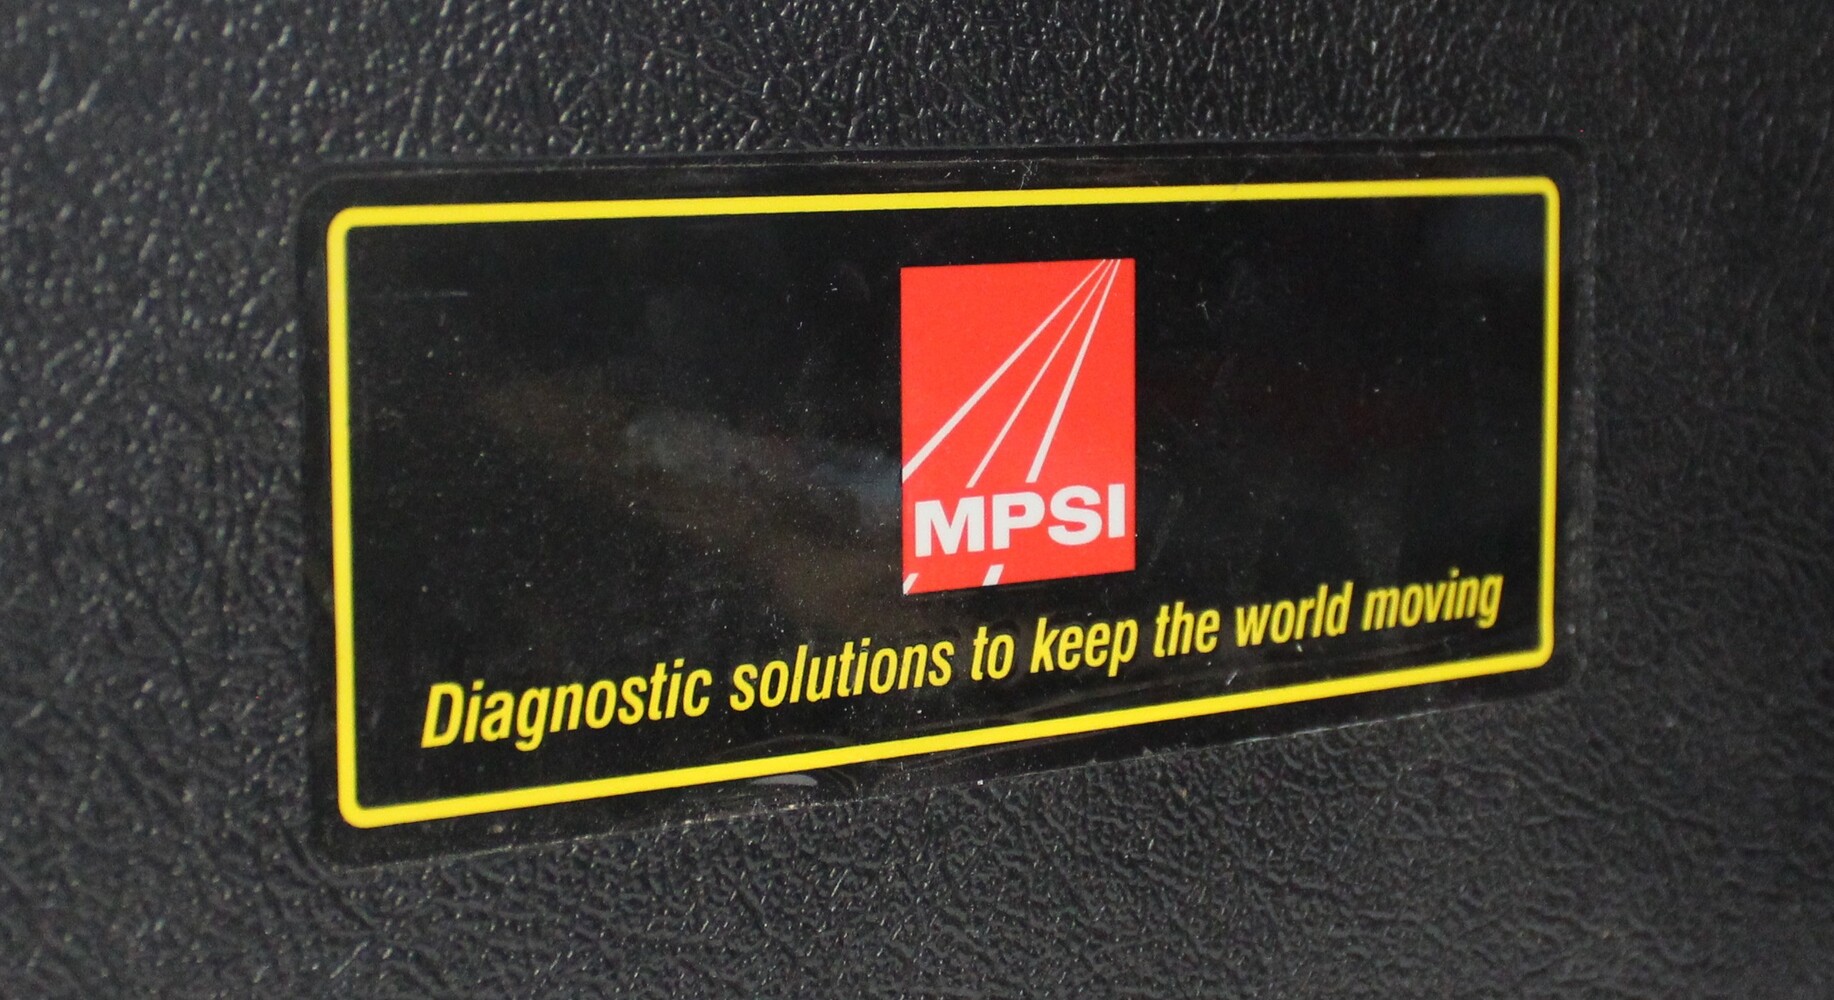 MPSI
Diagnostic solutions to keep the world moving